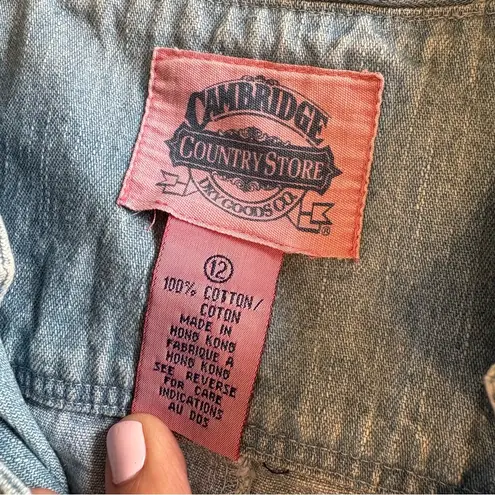 CAMBRIDGE
COUNTRY STORE
DRY GOODS CO.
®
12
100% COTTON/
COTON
MADE IN
HONG KONG
FABRIQUE A
HONG KONG
SEE REVERSE
FOR CARE
INDICATIONS
AU DOS